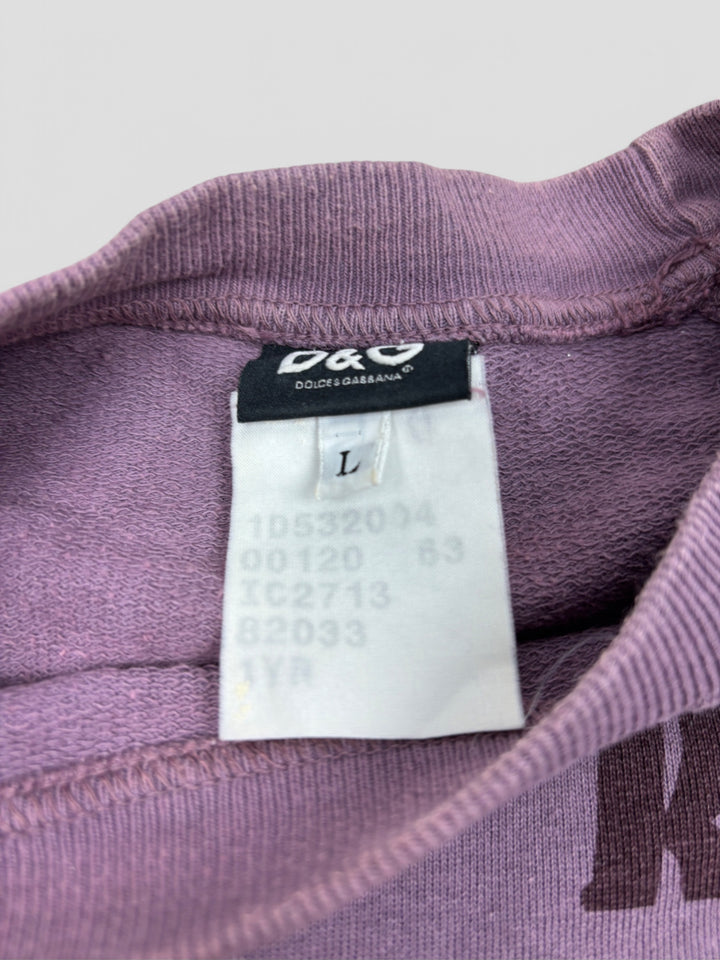 D&G
DOLCE&GABBANA®
L
1D532004
00120 63
IC2713
82033
1YR
K